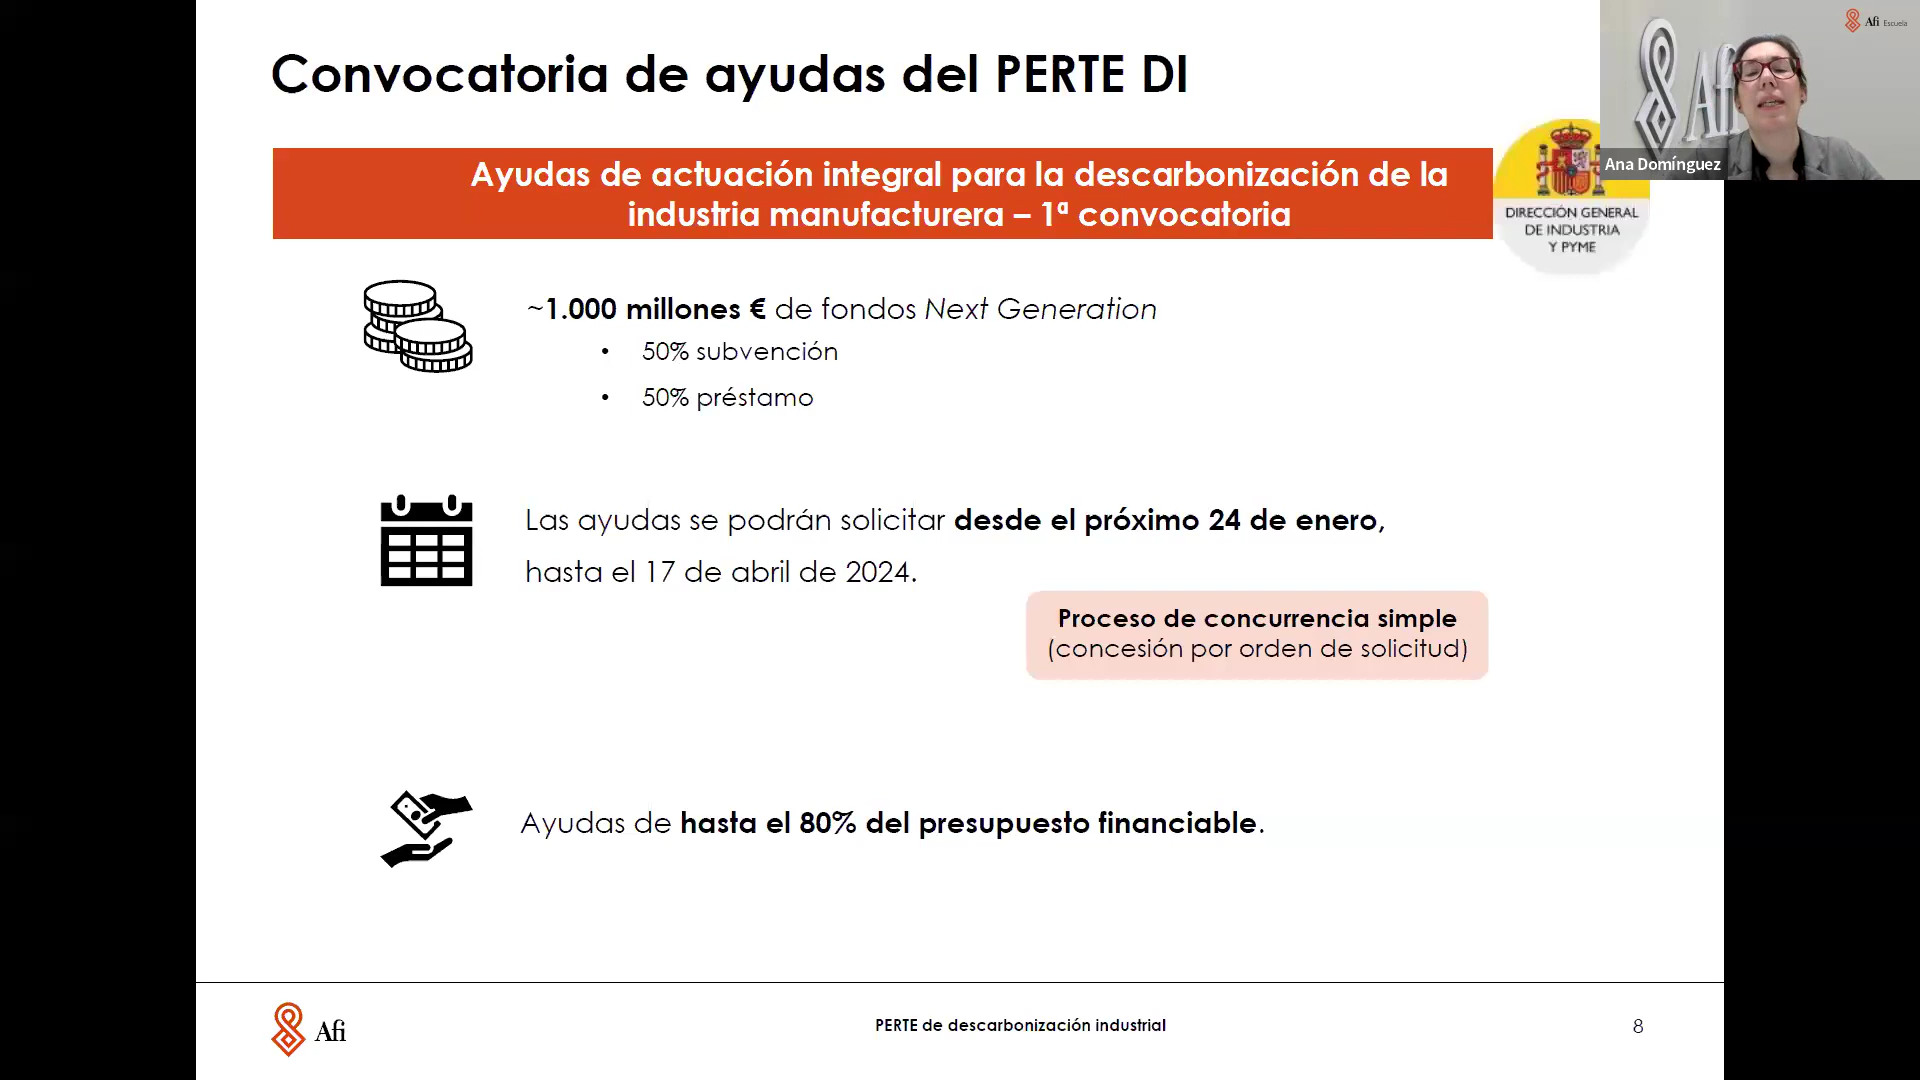 Convocatoria de ayudas del PERTE DI
Afi Escuela
Afi
Ana Domínguez
Ayudas de actuación integral para la descarbonización de la
industria manufacturera – 1ª convocatoria
DIRECCIÓN GENERAL
DE INDUSTRIA
Y PYME
~1.000 millones € de fondos Next Generation
• 50% subvención
• 50% préstamo
Las ayudas se podrán solicitar desde el próximo 24 de enero,
hasta el 17 de abril de 2024.
Proceso de concurrencia simple
(concesión por orden de solicitud)
Ayudas de hasta el 80% del presupuesto financiable.
Afi
PERTE de descarbonización industrial
8